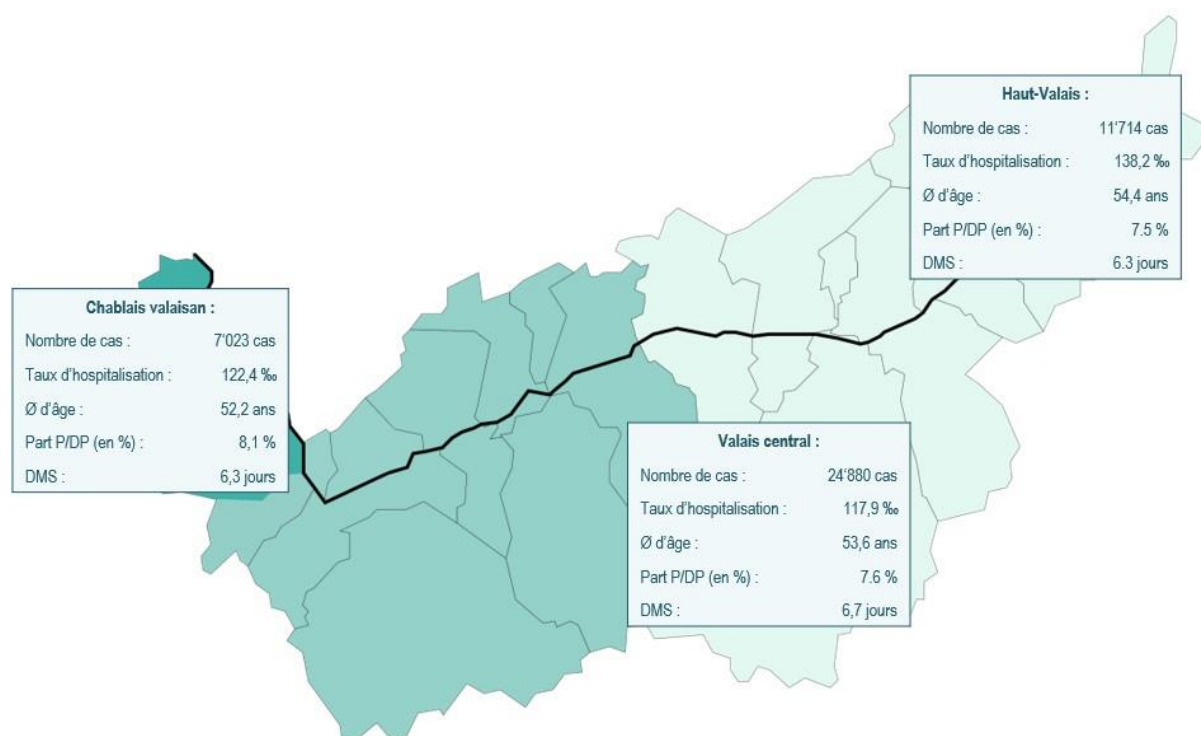 Haut-Valais :
Nombre de cas : 11‘714 cas
Taux d’hospitalisation : 138,2 ‰
Ø d’âge : 54,4 ans
Part P/DP (en %) : 7.5 %
DMS : 6.3 jours
Chablais valaisan :
Nombre de cas : 7‘023 cas
Taux d’hospitalisation : 122,4 ‰
Ø d’âge : 52,2 ans
Part P/DP (en %) : 8,1 %
DMS : 6,3 jours
Valais central :
Nombre de cas : 24‘880 cas
Taux d’hospitalisation : 117,9 ‰
Ø d’âge : 53,6 ans
Part P/DP (en %) : 7.6 %
DMS : 6,7 jours